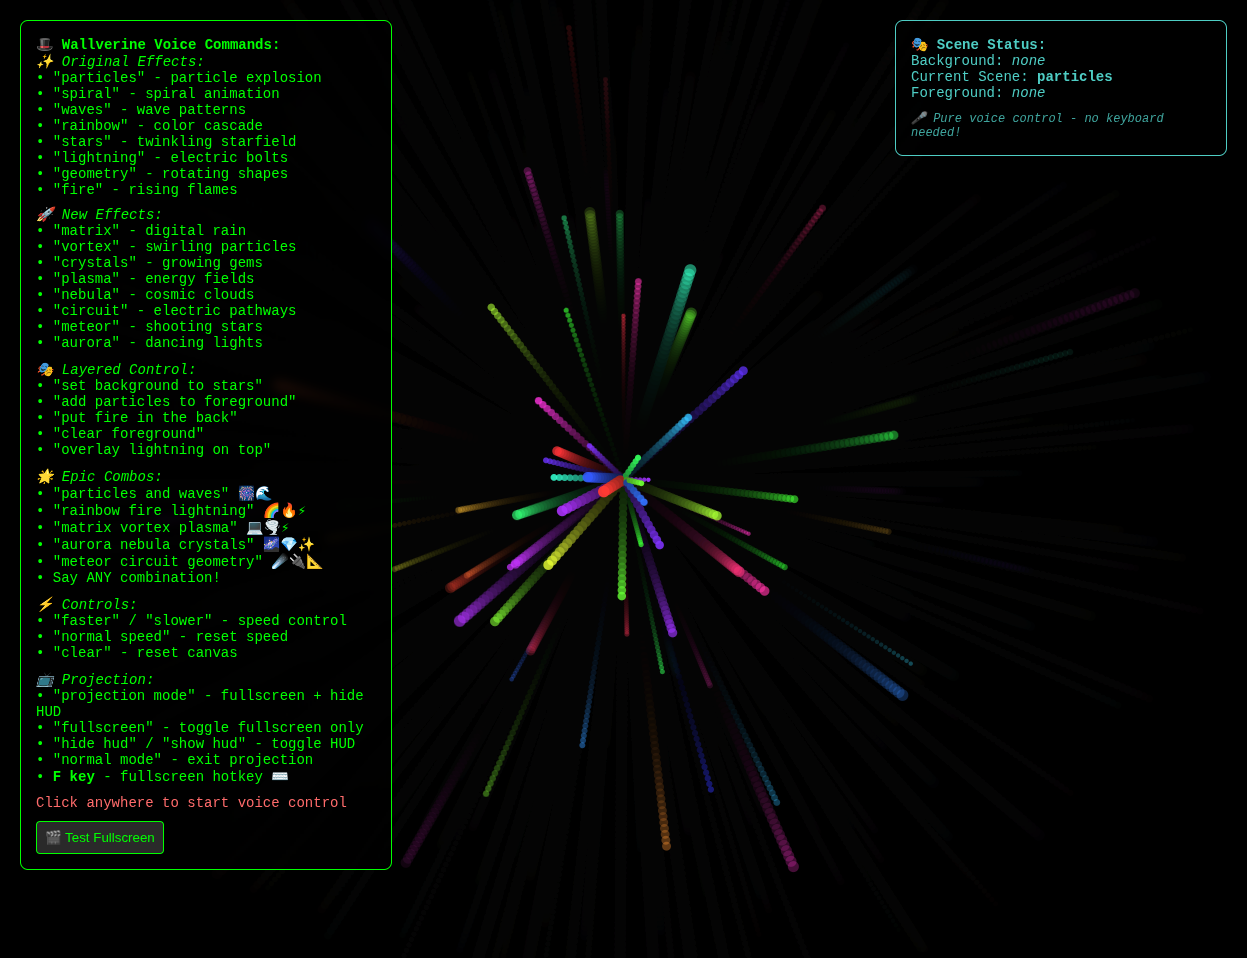 🎩 Wallverine Voice Commands:
✨ Original Effects:
• "particles" - particle explosion
• "spiral" - spiral animation
• "waves" - wave patterns
• "rainbow" - color cascade
• "stars" - twinkling starfield
• "lightning" - electric bolts
• "geometry" - rotating shapes
• "fire" - rising flames
🚀 New Effects:
• "matrix" - digital rain
• "vortex" - swirling particles
• "crystals" - growing gems
• "plasma" - energy fields
• "nebula" - cosmic clouds
• "circuit" - electric pathways
• "meteor" - shooting stars
• "aurora" - dancing lights
🎭 Layered Control:
• "set background to stars"
• "add particles to foreground"
• "put fire in the back"
• "clear foreground"
• "overlay lightning on top"
🌟 Epic Combos:
• "particles and waves" 🎆🌊
• "rainbow fire lightning" 🌈🔥⚡
• "matrix vortex plasma" 💻🌪️⚡
• "aurora nebula crystals" 🌌💎✨
• "meteor circuit geometry" ☄️🔌📐
• Say ANY combination!
⚡ Controls:
• "faster" / "slower" - speed control
• "normal speed" - reset speed
• "clear" - reset canvas
📺 Projection:
• "projection mode" - fullscreen + hide
HUD
• "fullscreen" - toggle fullscreen only
• "hide hud" / "show hud" - toggle HUD
• "normal mode" - exit projection
• F key - fullscreen hotkey ⌨️
Click anywhere to start voice control
🎬 Test Fullscreen
🎭 Scene Status:
Background: none
Current Scene: particles
Foreground: none
🎤 Pure voice control - no keyboard
needed!